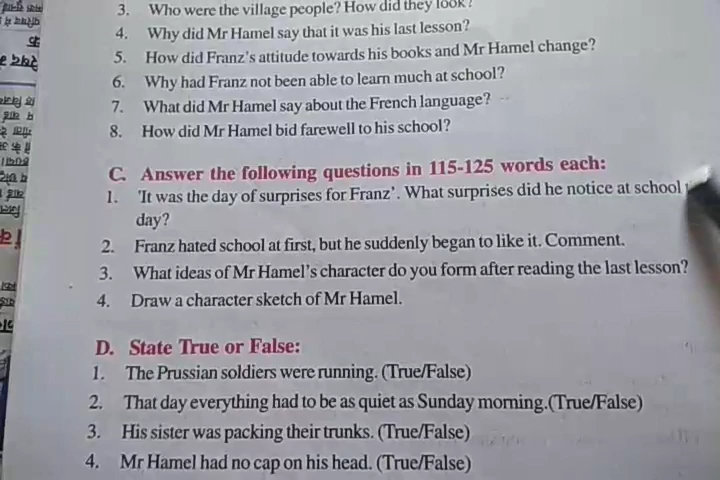 3. Who were the village people? How did they look?
4. Why did Mr Hamel say that it was his last lesson?
5. How did Franz's attitude towards his books and Mr Hamel change?
6. Why had Franz not been able to learn much at school?
7. What did Mr Hamel say about the French language?
8. How did Mr Hamel bid farewell to his school?
C. Answer the following questions in 115-125 words each:
1. 'It was the day of surprises for Franz'. What surprises did he notice at school
day?
2. Franz hated school at first, but he suddenly began to like it. Comment.
3. What ideas of Mr Hamel's character do you form after reading the last lesson?
4. Draw a character sketch of Mr Hamel.
D. State True or False:
1. The Prussian soldiers were running. (True/False)
2. That day everything had to be as quiet as Sunday morning.(True/False)
3. His sister was packing their trunks. (True/False)
4. Mr Hamel had no cap on his head. (True/False)